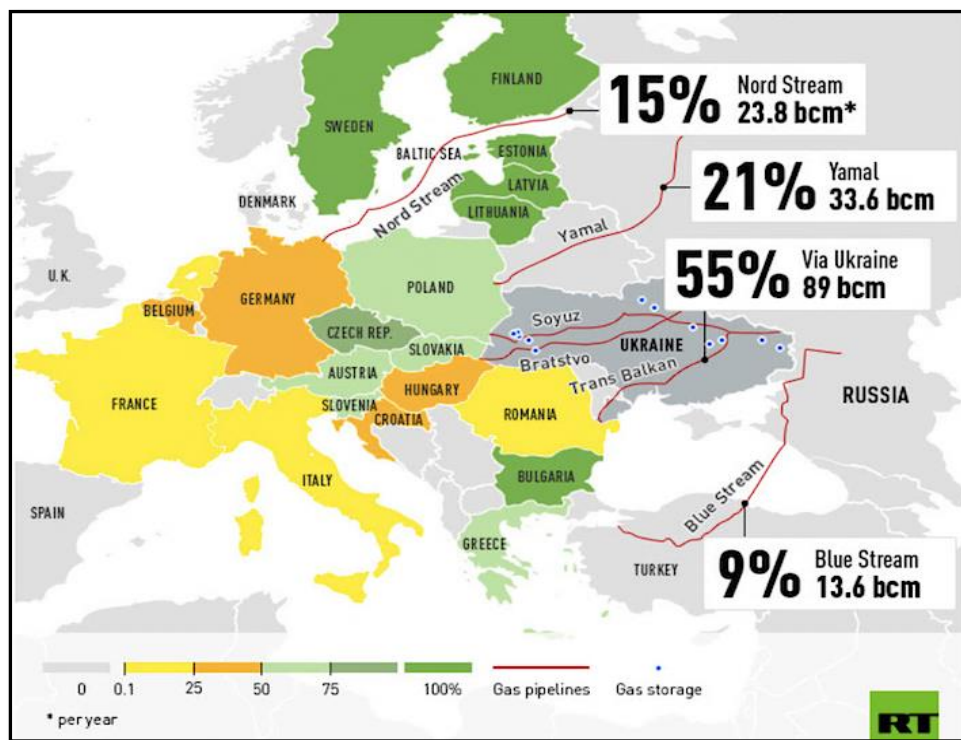 FINLAND
SWEDEN
15%
Nord Stream
23.8 bcm*
BALTIC SEA
ESTONIA
LATVIA
LITHUANIA
DENMARK
Nord Stream
21%
Yamal
33.6 bcm
Yamal
U.K.
55%
Via Ukraine
89 bcm
BELGIUM
GERMANY
POLAND
CZECH REP.
SLOVAKIA
Soyuz
UKRAINE
Bratstvo
Trans Balkan
AUSTRIA
HUNGARY
FRANCE
SLOVENIA
CROATIA
ROMANIA
RUSSIA
ITALY
BULGARIA
SPAIN
GREECE
Blue Stream
TURKEY
9%
Blue Stream
13.6 bcm
0 0.1 25 50 75 100%
Gas pipelines
Gas storage
* per year
RT